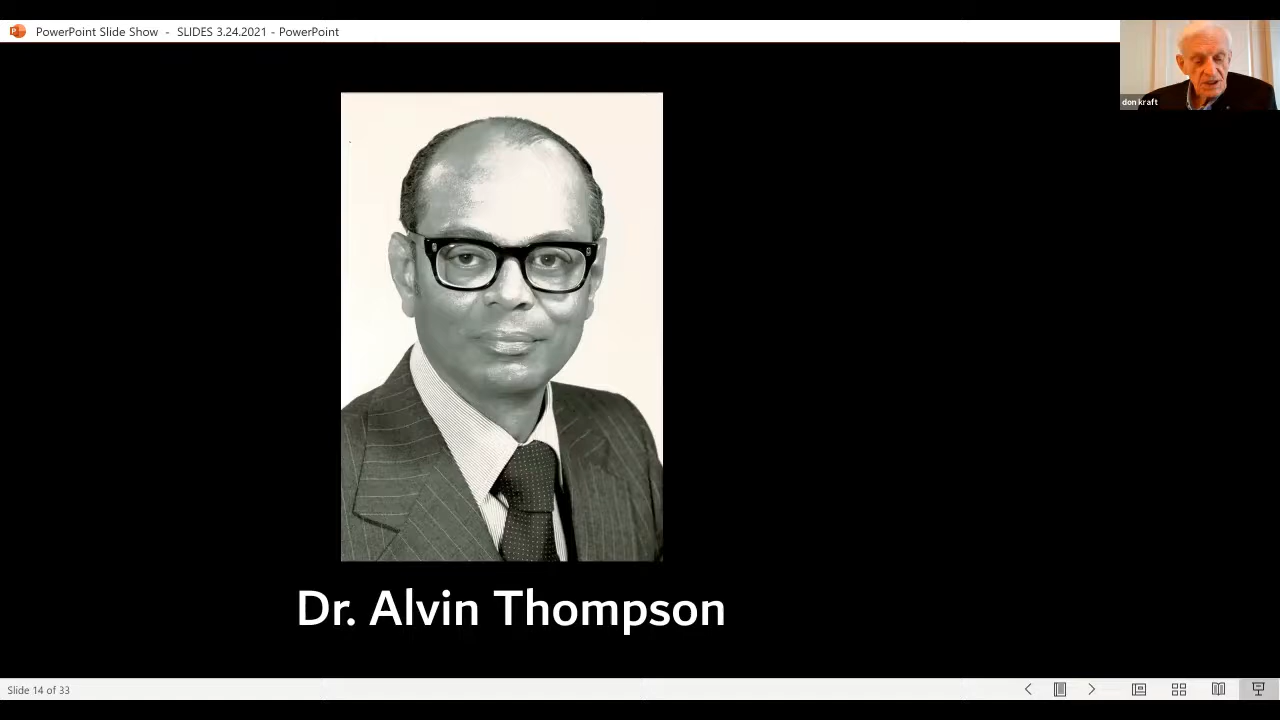 PowerPoint Slide Show - SLIDES 3.24.2021 - PowerPoint
don kraft
Dr. Alvin Thompson
Slide 14 of 33